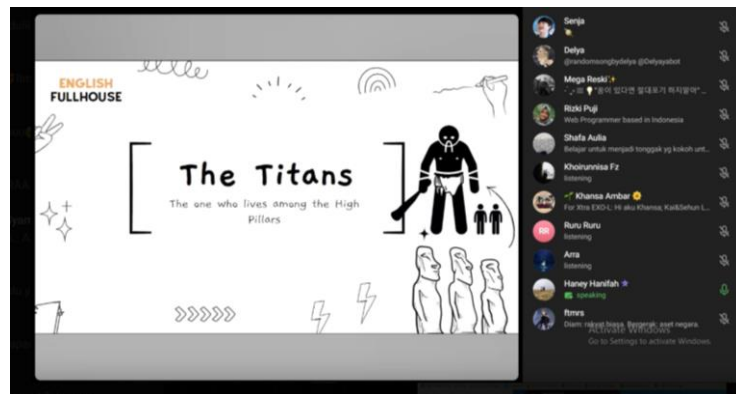 ENGLISH
FULLHOUSE
The Titans
The one who lives among the High
Pillars
Senja
Delya
@randomsongbydelya @Delyayabot
Mega Reski
Rizki Puji
Web Programmer based in Indonesia
Shafa Aulia
Belajar untuk menjadi tonggak yg kokoh unt...
Khoirunnisa Fz
listening
Khansa Ambar
For Xtra EXO-L: Hi aku Khansa; Kai&Sehun L...
RR
Ruru Ruru
listening
Arra
listening
Haney Hanifah
speaking
ftmrs
Diam: rakyat biasa. Bergerak: aset negara.
Activate Windows
Go to Settings to activate Windows.